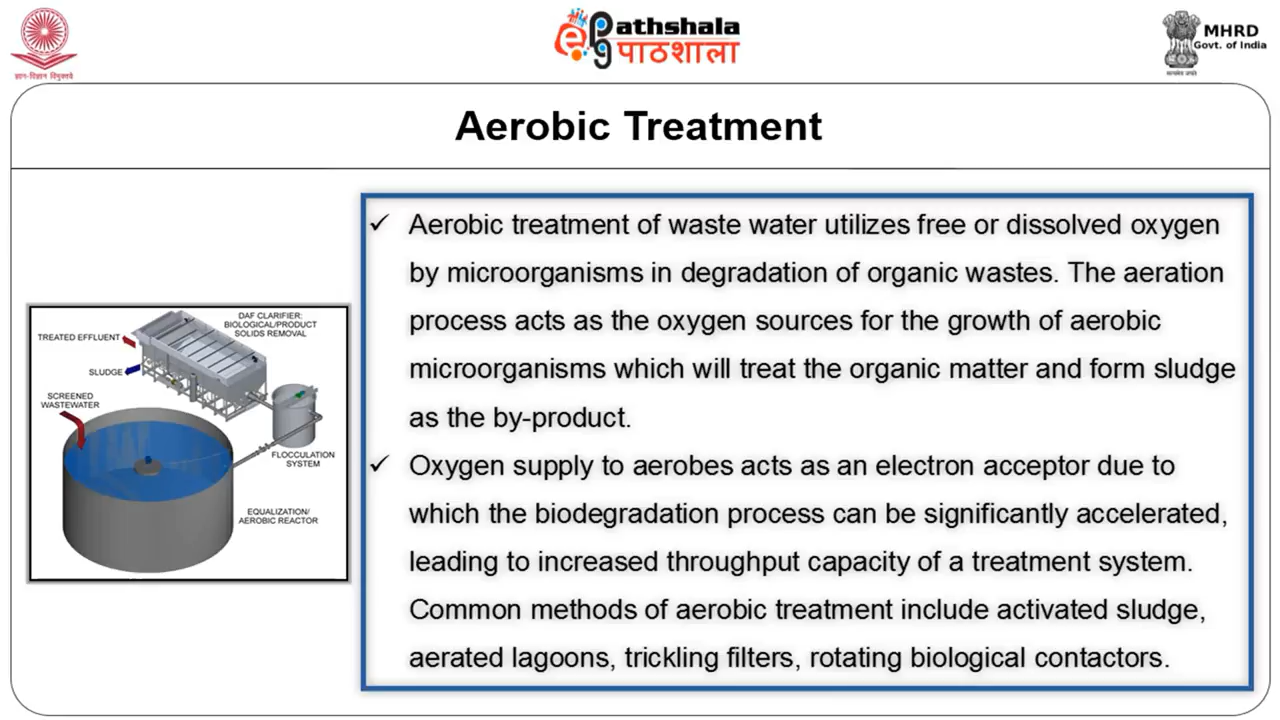 ज्ञान-विज्ञान विमुक्तये
ePathshala
पाठशाला
MHRD
Govt. of India
सत्यमेव जयते
Aerobic Treatment
✓ Aerobic treatment of waste water utilizes free or dissolved oxygen
by microorganisms in degradation of organic wastes. The aeration
process acts as the oxygen sources for the growth of aerobic
microorganisms which will treat the organic matter and form sludge
as the by-product.
✓ Oxygen supply to aerobes acts as an electron acceptor due to
which the biodegradation process can be significantly accelerated,
leading to increased throughput capacity of a treatment system.
Common methods of aerobic treatment include activated sludge,
aerated lagoons, trickling filters, rotating biological contactors.
DAF CLARIFIER:
BIOLOGICAL/PRODUCT
SOLIDS REMOVAL
TREATED EFFLUENT
SLUDGE
SCREENED
WASTEWATER
FLOCCULATION
SYSTEM
EQUALIZATION/
AEROBIC REACTOR